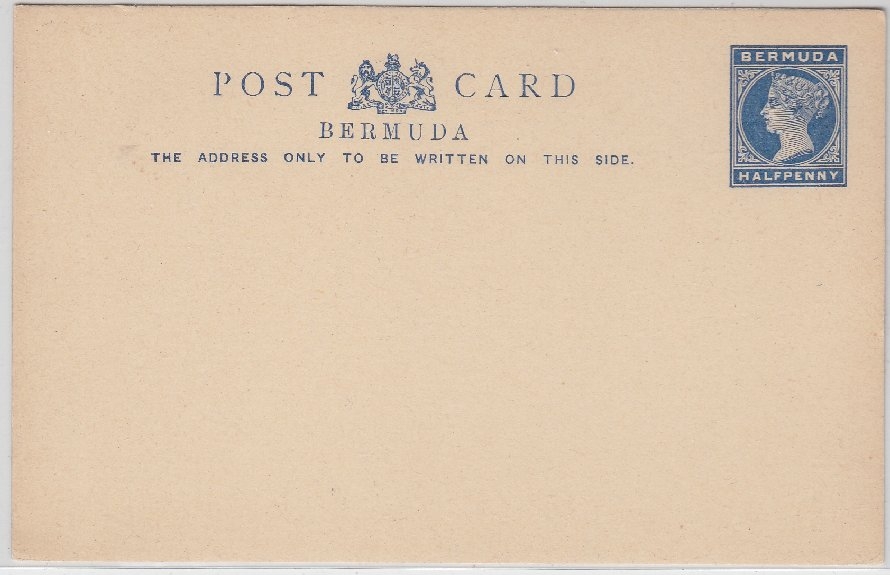 POST CARD
BERMUDA
THE ADDRESS ONLY TO BE WRITTEN ON THIS SIDE.
BERMUDA
HALFPENNY